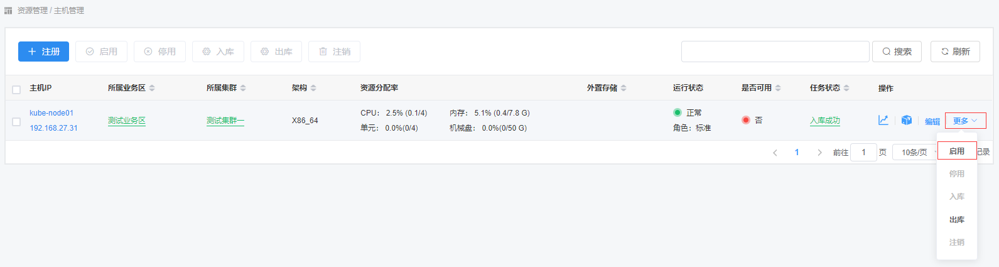 资源管理 / 主机管理
注册 启用 停用 入库 出库 注销 搜索 刷新
主机IP 所属业务区 所属集群 架构 资源分配率 外置存储 运行状态 是否可用 任务状态 操作
kube-node01 CPU： 2.5% (0.1/4) 内存： 5.1% (0.4/7.8 G) 正常
测试业务区 测试集群一 X86_64 否 入库成功 编辑 更多
192.168.27.31 单元： 0.0%(0/4) 机械盘： 0.0%(0/50 G) 角色：标准
1 前往 1 页 10条/页 记录
启用
停用
入库
出库
注销